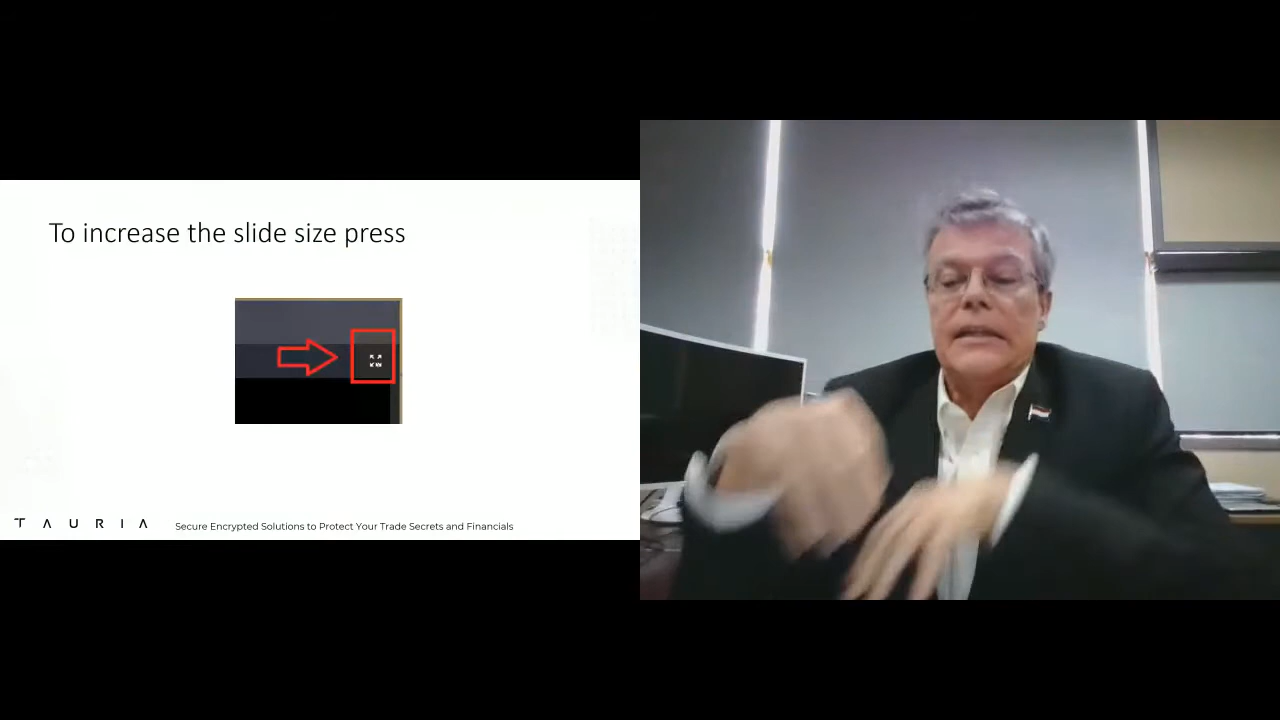 To increase the slide size press
TAURIA
Secure Encrypted Solutions to Protect Your Trade Secrets and Financials